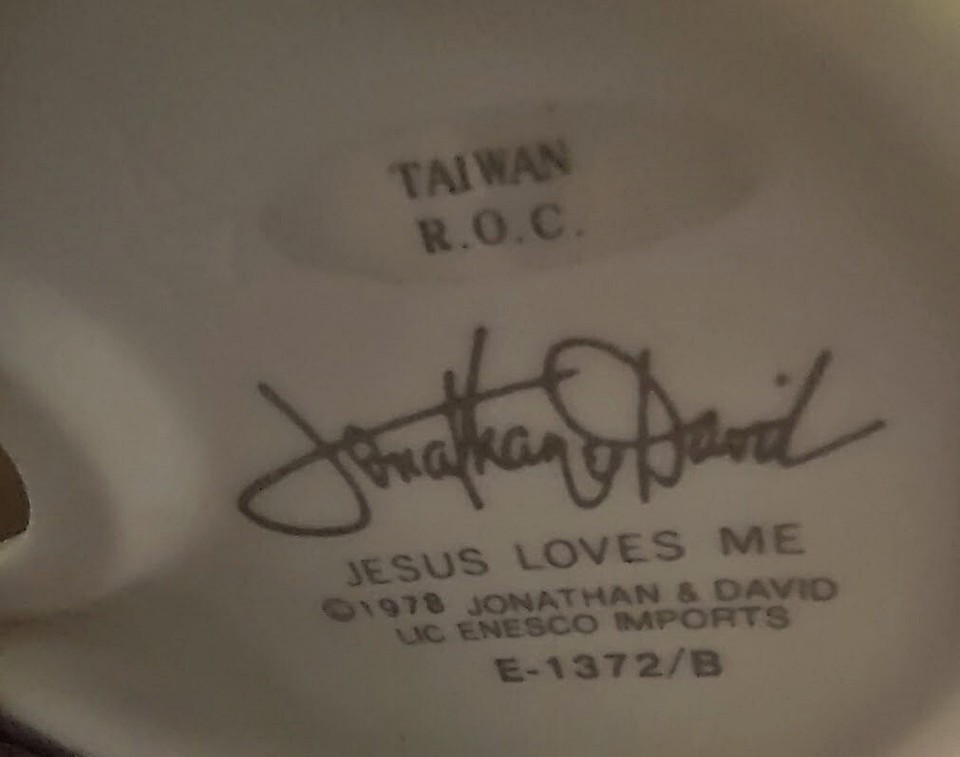 TAIWAN
R.O.C.
Jonathan & David
JESUS LOVES ME
©1978 JONATHAN & DAVID
LIC ENESCO IMPORTS
E-1372/B